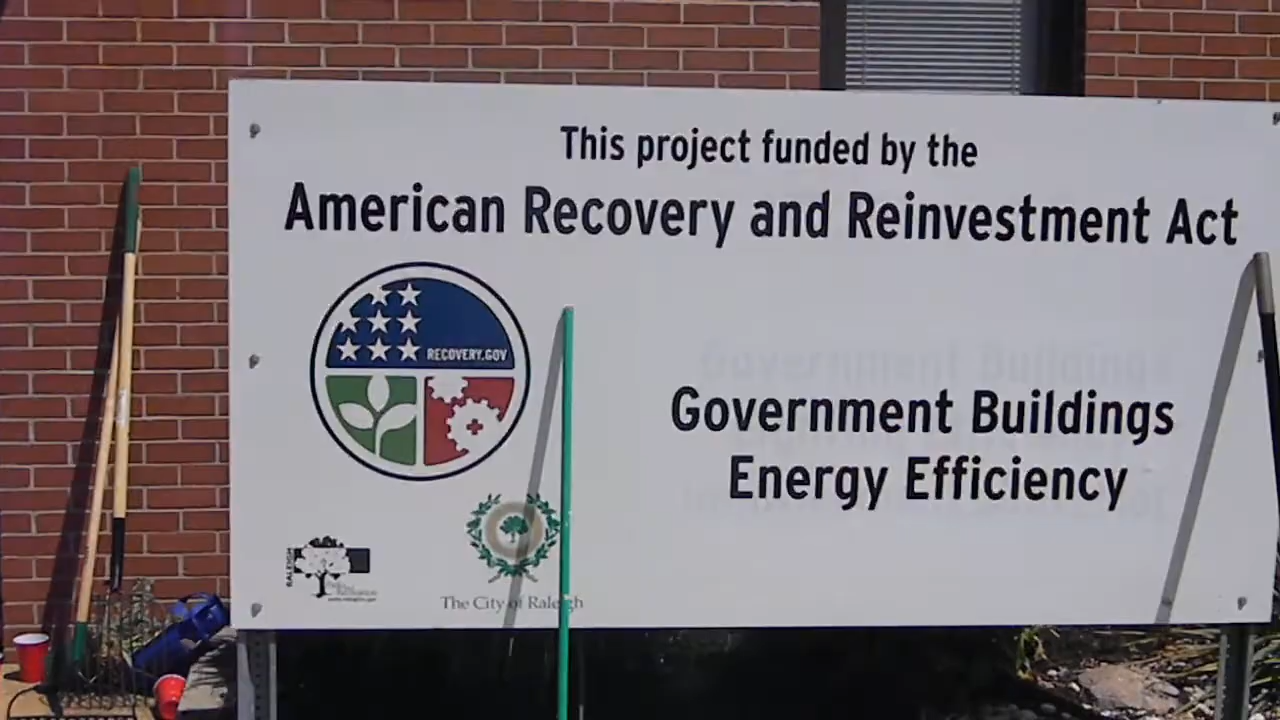 This project funded by the
American Recovery and Reinvestment Act
RECOVERY.GOV
Government Buildings
Energy Efficiency
RALEIGH
The City of Raleigh